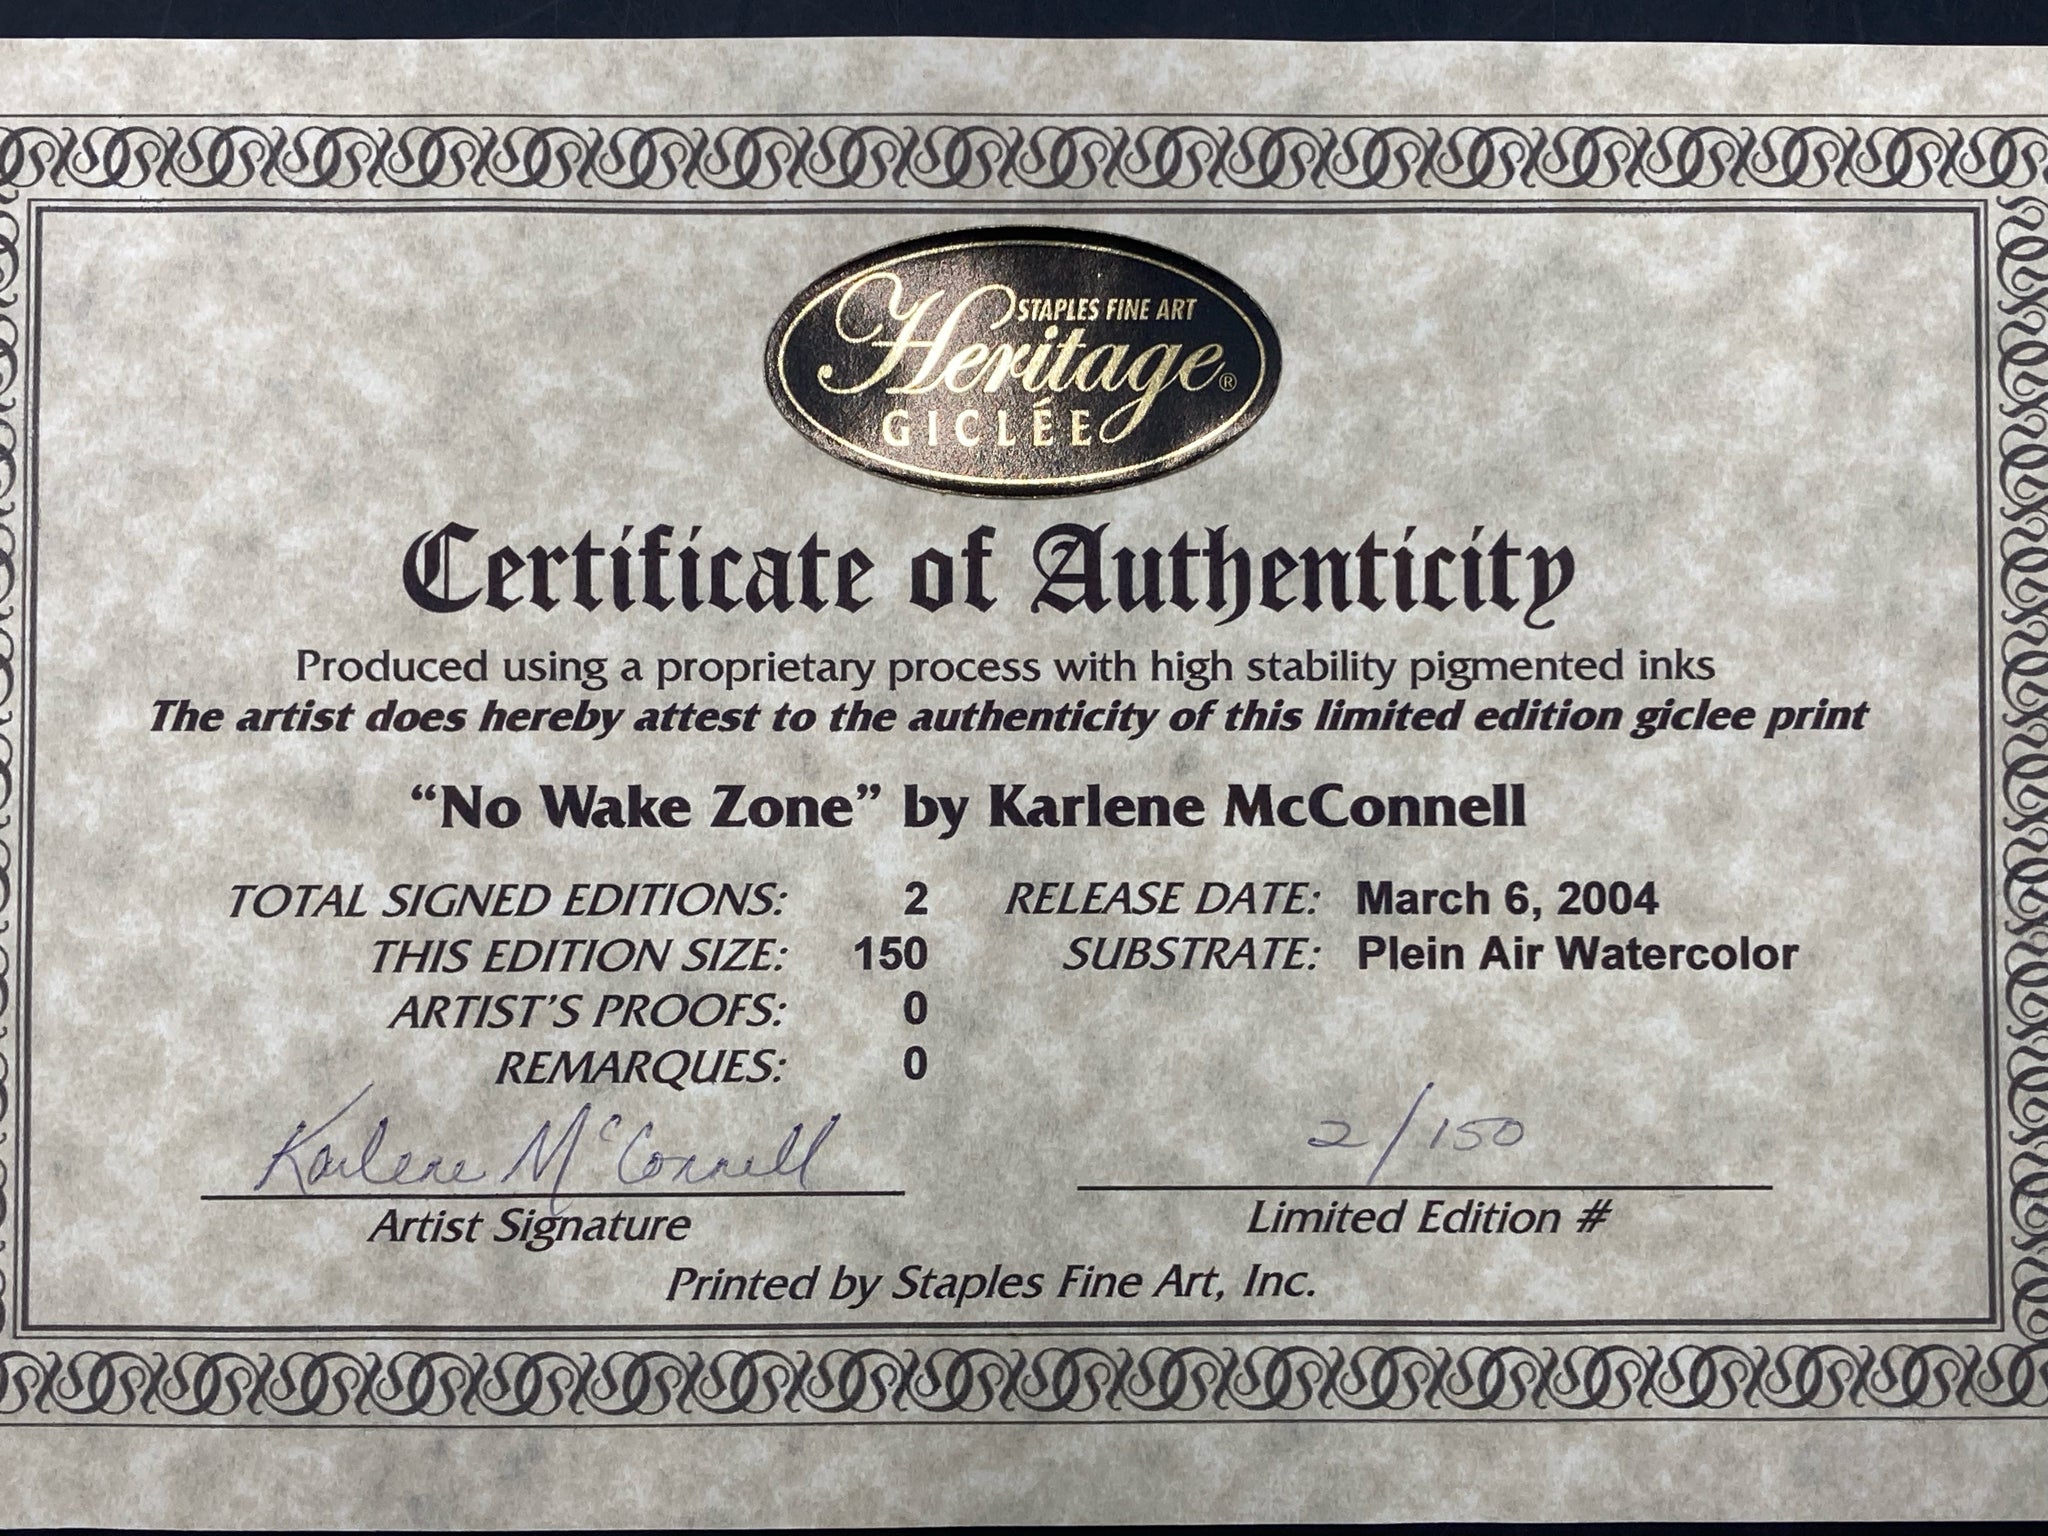 STAPLES FINE ART
Heritage®
GICLÉE
Certificate of Authenticity
Produced using a proprietary process with high stability pigmented inks
The artist does hereby attest to the authenticity of this limited edition giclee print
“No Wake Zone” by Karlene McConnell
TOTAL SIGNED EDITIONS: 2 RELEASE DATE: March 6, 2004
THIS EDITION SIZE: 150 SUBSTRATE: Plein Air Watercolor
ARTIST’S PROOFS: 0
REMARQUES: 0
Karlene McConnell 2/150
Artist Signature Limited Edition #
Printed by Staples Fine Art, Inc.